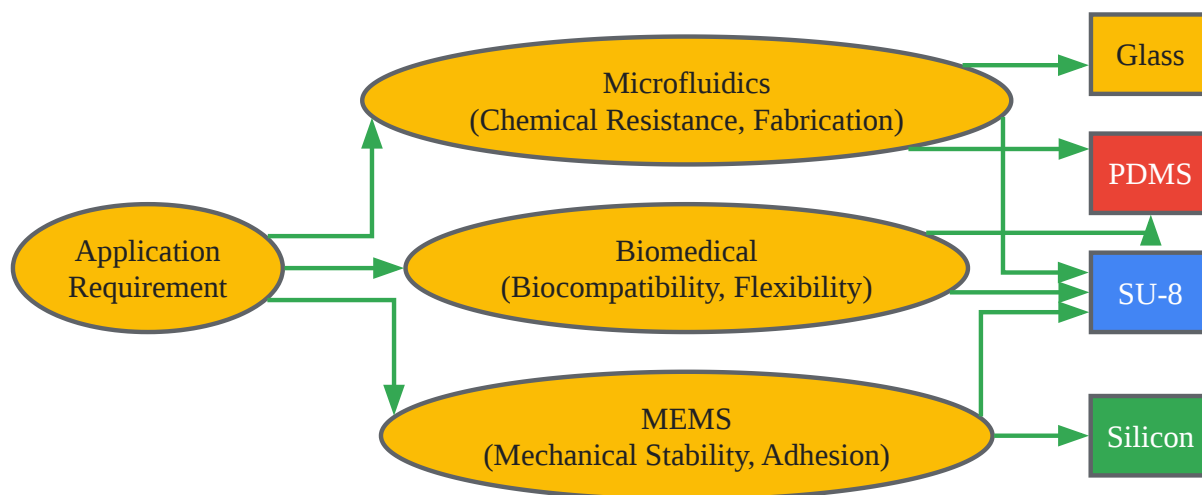 Application
Requirement
Microfluidics
(Chemical Resistance, Fabrication)
Biomedical
(Biocompatibility, Flexibility)
MEMS
(Mechanical Stability, Adhesion)
Glass
PDMS
SU-8
Silicon